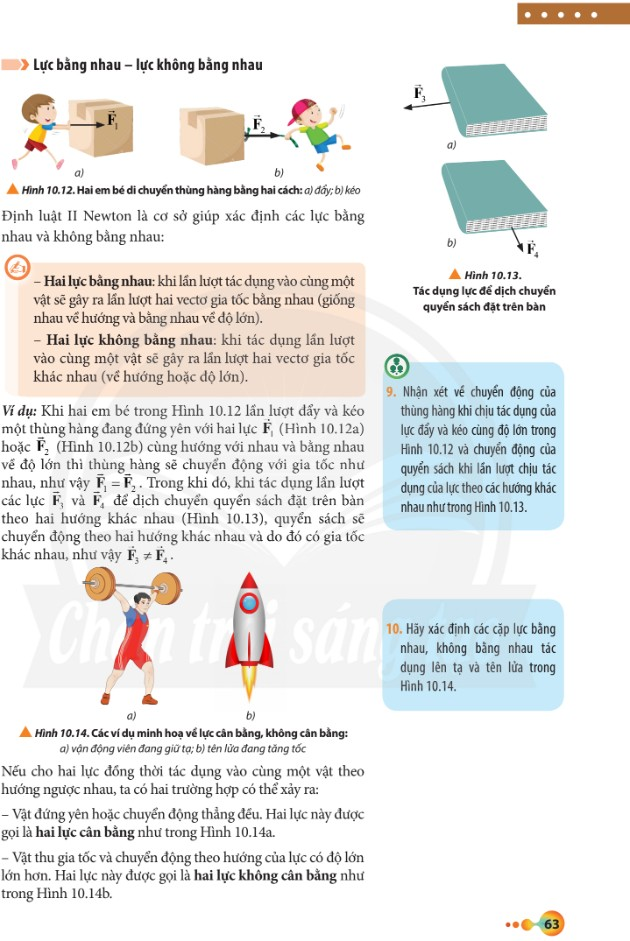 Lực bằng nhau – lực không bằng nhau
F₁
F₂
a)
b)
Hình 10.12. Hai em bé di chuyển thùng hàng bằng hai cách: a) đẩy; b) kéo
F₃
a)
b)
F₄
Hình 10.13.
Tác dụng lực để dịch chuyển
quyển sách đặt trên bàn
Định luật II Newton là cơ sở giúp xác định các lực bằng
nhau và không bằng nhau:
– Hai lực bằng nhau: khi lần lượt tác dụng vào cùng một
vật sẽ gây ra lần lượt hai vectơ gia tốc bằng nhau (giống
nhau về hướng và bằng nhau về độ lớn).
– Hai lực không bằng nhau: khi tác dụng lần lượt
vào cùng một vật sẽ gây ra lần lượt hai vectơ gia tốc
khác nhau (về hướng hoặc độ lớn).
Ví dụ: Khi hai em bé trong Hình 10.12 lần lượt đẩy và kéo
một thùng hàng đang đứng yên với hai lực F₁ (Hình 10.12a)
hoặc F₂ (Hình 10.12b) cùng hướng với nhau và bằng nhau
về độ lớn thì thùng hàng sẽ chuyển động với gia tốc như
nhau, như vậy F₁ = F₂. Trong khi đó, khi tác dụng lần lượt
các lực F₃ và F₄ để dịch chuyển quyển sách đặt trên bàn
theo hai hướng khác nhau (Hình 10.13), quyển sách sẽ
chuyển động theo hai hướng khác nhau và do đó có gia tốc
khác nhau, như vậy F₃ ≠ F₄.
9. Nhận xét về chuyển động của
thùng hàng khi chịu tác dụng của
lực đẩy và kéo cùng độ lớn trong
Hình 10.12 và chuyển động của
quyển sách khi lần lượt chịu tác
dụng của lực theo các hướng khác
nhau như trong Hình 10.13.
Chân trời sáng tạo
a)
b)
Hình 10.14. Các ví dụ minh hoạ về lực cân bằng, không cân bằng:
a) vận động viên đang giữ tạ; b) tên lửa đang tăng tốc
10. Hãy xác định các cặp lực bằng
nhau, không bằng nhau tác
dụng lên tạ và tên lửa trong
Hình 10.14.
Nếu cho hai lực đồng thời tác dụng vào cùng một vật theo
hướng ngược nhau, ta có hai trường hợp có thể xảy ra:
– Vật đứng yên hoặc chuyển động thẳng đều. Hai lực này được
gọi là hai lực cân bằng như trong Hình 10.14a.
– Vật thu gia tốc và chuyển động theo hướng của lực có độ lớn
lớn hơn. Hai lực này được gọi là hai lực không cân bằng như
trong Hình 10.14b.
63